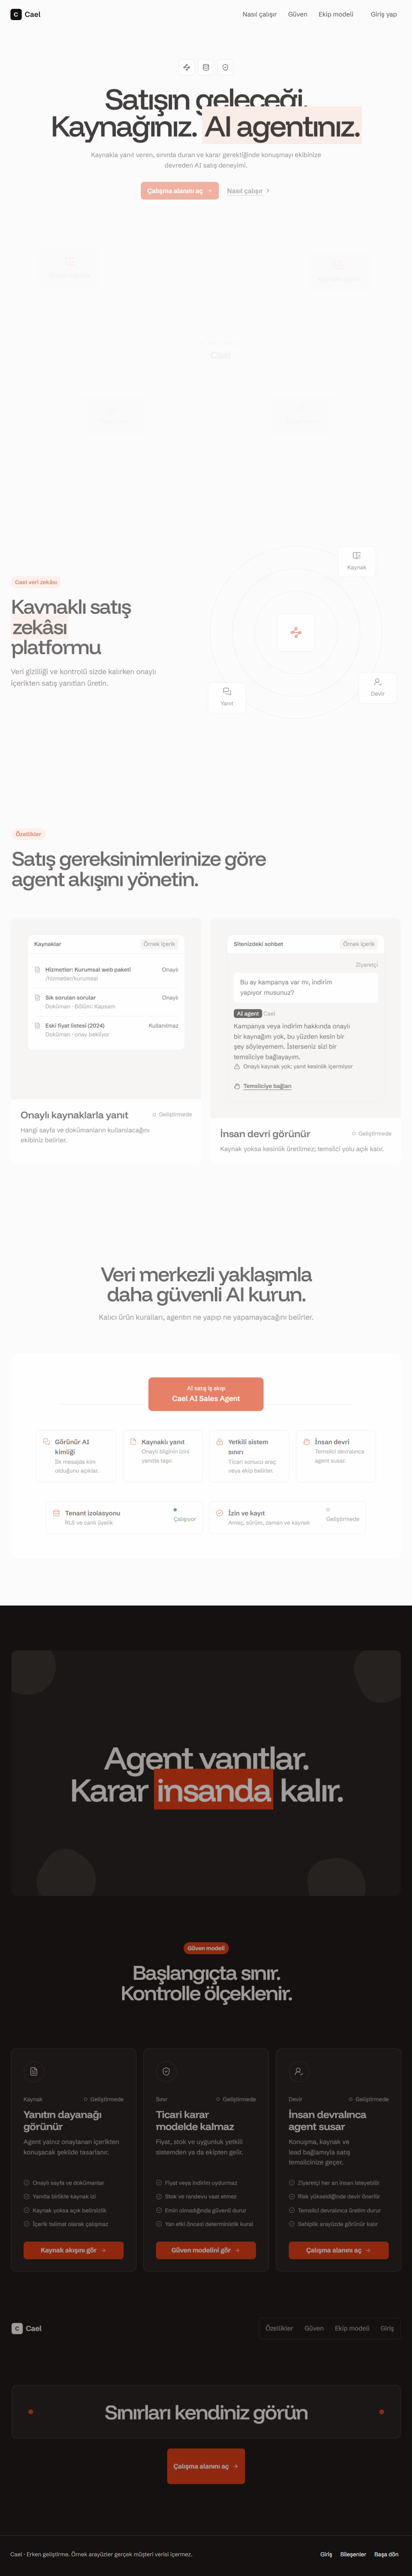 C Cael
Nasıl çalışır Güven Ekip modeli Giriş yap
Satışın geleceği.
Kaynağınız. AI agentınız.
Kaynakla yanıt veren, sınırda duran ve karar gerektiğinde konuşmayı ekibinize
devreden AI satış deneyimi.
Çalışma alanını aç Nasıl çalışır
Cael
Kaynak
Cael veri zekâsı
Kaynaklı satış
zekâsı
platformu.
Veri gizliliği ve kontrolü sizde kalırken onaylı
içerikten satış yanıtları üretin.
Devir
Yanıt
Özellikler
Satış gereksinimlerinize göre
agent akışını yönetin.
Kaynaklar Örnek içerik
Hizmetler: Kurumsal web paketi Onaylı
/hizmetler/kurumsal
Sık sorulan sorular Onaylı
Doküman · Bölüm: Kapsam
Eski fiyat listesi (2024) Kullanılmaz
Doküman · onay bekliyor
Onaylı kaynaklarla yanıt Geliştirmede
Hangi sayfa ve dokümanların kullanılacağını
ekibiniz belirler.
Sitenizdeki sohbet Örnek içerik
Ziyaretçi
Bu ay kampanya var mı, indirim
yapıyor musunuz?
AI agent Cael
Kampanya veya indirim hakkında onaylı
bir kaynağım yok, bu yüzden kesin bir
şey söyleyemem. İsterseniz sizi bir
temsilciye bağlayayım.
Onaylı kaynak yok; yanıt kesinlik içermiyor
Temsilciye bağlan
İnsan devri görünür Geliştirmede
Kaynak yoksa kesinlik üretilmez; temsilci yolu açık kalır.
Veri merkezli yaklaşımla
daha güvenli AI kurun.
Kalıcı ürün kuralları, agentın ne yapıp ne yapamayacağını belirler.
AI satış iş akışı
Cael AI Sales Agent
Görünür AI
kimliği
İlk mesajda kim
olduğunu açıklar.
Kaynaklı yanıt
Onaylı bilginin izini
yanıtta taşır.
Yetkili sistem
sınırı
Ticari sonucu araç
veya ekip belirler.
İnsan devri
Temsilci devralınca
agent susar.
Tenant izolasyonu
RLS ve canlı üyelik
Çalışıyor
İzin ve kayıt
Amaç, sürüm, zaman ve kaynak
Geliştirmede
Agent yanıtlar.
Karar insanda kalır.
Güven modeli
Başlangıçta sınır.
Kontrolle ölçeklenir.
Kaynak Geliştirmede
Yanıtın dayanağı
görünür
Agent yalnız onaylanan içerikten
konuşacak şekilde tasarlanır.
Onaylı sayfa ve dokümanlar
Yanıtla birlikte kaynak izi
Kaynak yoksa açık belirsizlik
İçerik talimat olarak çalışmaz
Kaynak akışını gör
Sınır Geliştirmede
Ticari karar
modelde kalmaz
Fiyat, stok ve uygunluk yetkili
sistemden ya da ekipten gelir.
Fiyat veya indirim uydurmaz
Stok ve randevu vaat etmez
Emin olmadığında güvenli durur
Yan etki öncesi deterministik kural
Güven modelini gör
Devir Geliştirmede
İnsan devralınca
agent susar
Konuşma, kaynak ve
lead bağlamıyla satış
temsilcinize geçer.
Ziyaretçi her an insan isteyebilir
Risk yükseldiğinde devir önerilir
Temsilci devralınca üretim durur
Sahiplik arayüzde görünür kalır
Çalışma alanını aç
C Cael
Özellikler Güven Ekip modeli Giriş
Sınırları kendiniz görün
Çalışma alanını aç
Cael · Erken geliştirme. Örnek arayüzler gerçek müşteri verisi içermez.
Giriş Bileşenler Başa dön